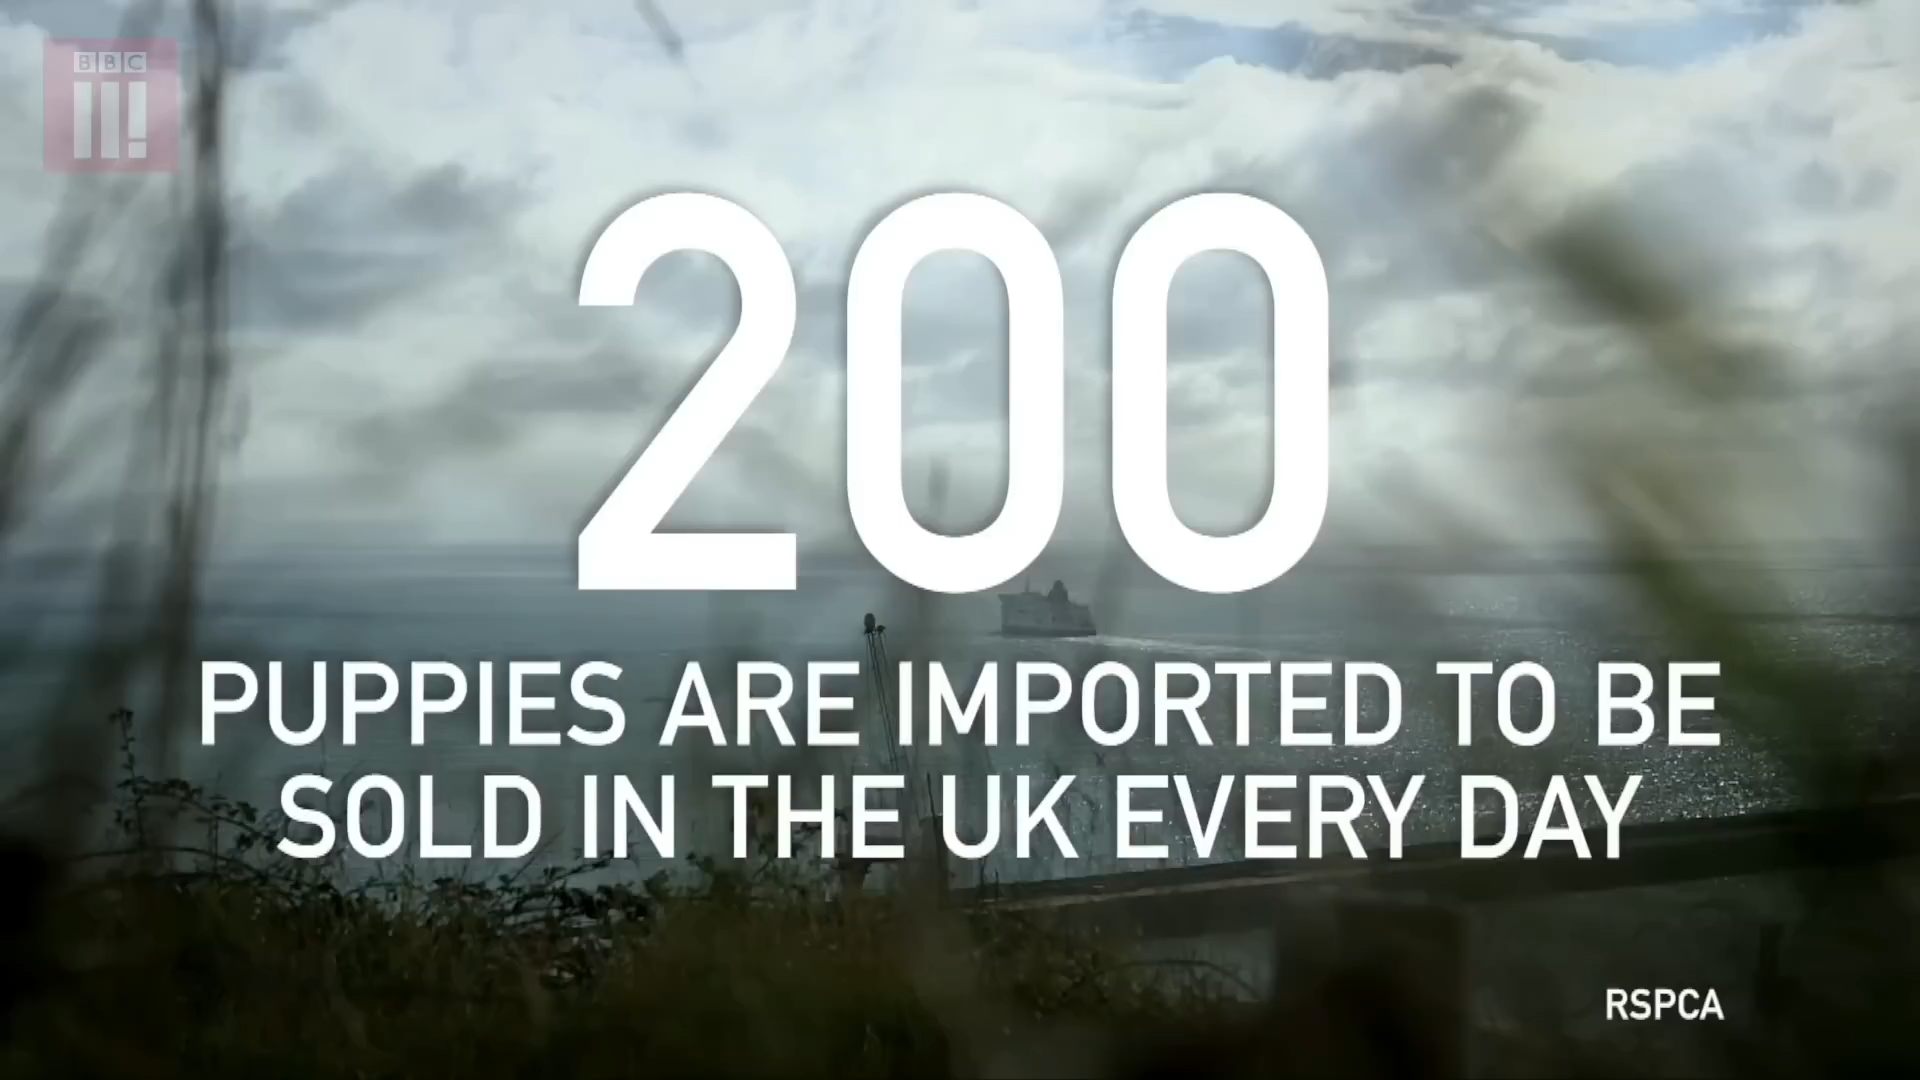 BBC
200
PUPPIES ARE IMPORTED TO BE
SOLD IN THE UK EVERY DAY
RSPCA